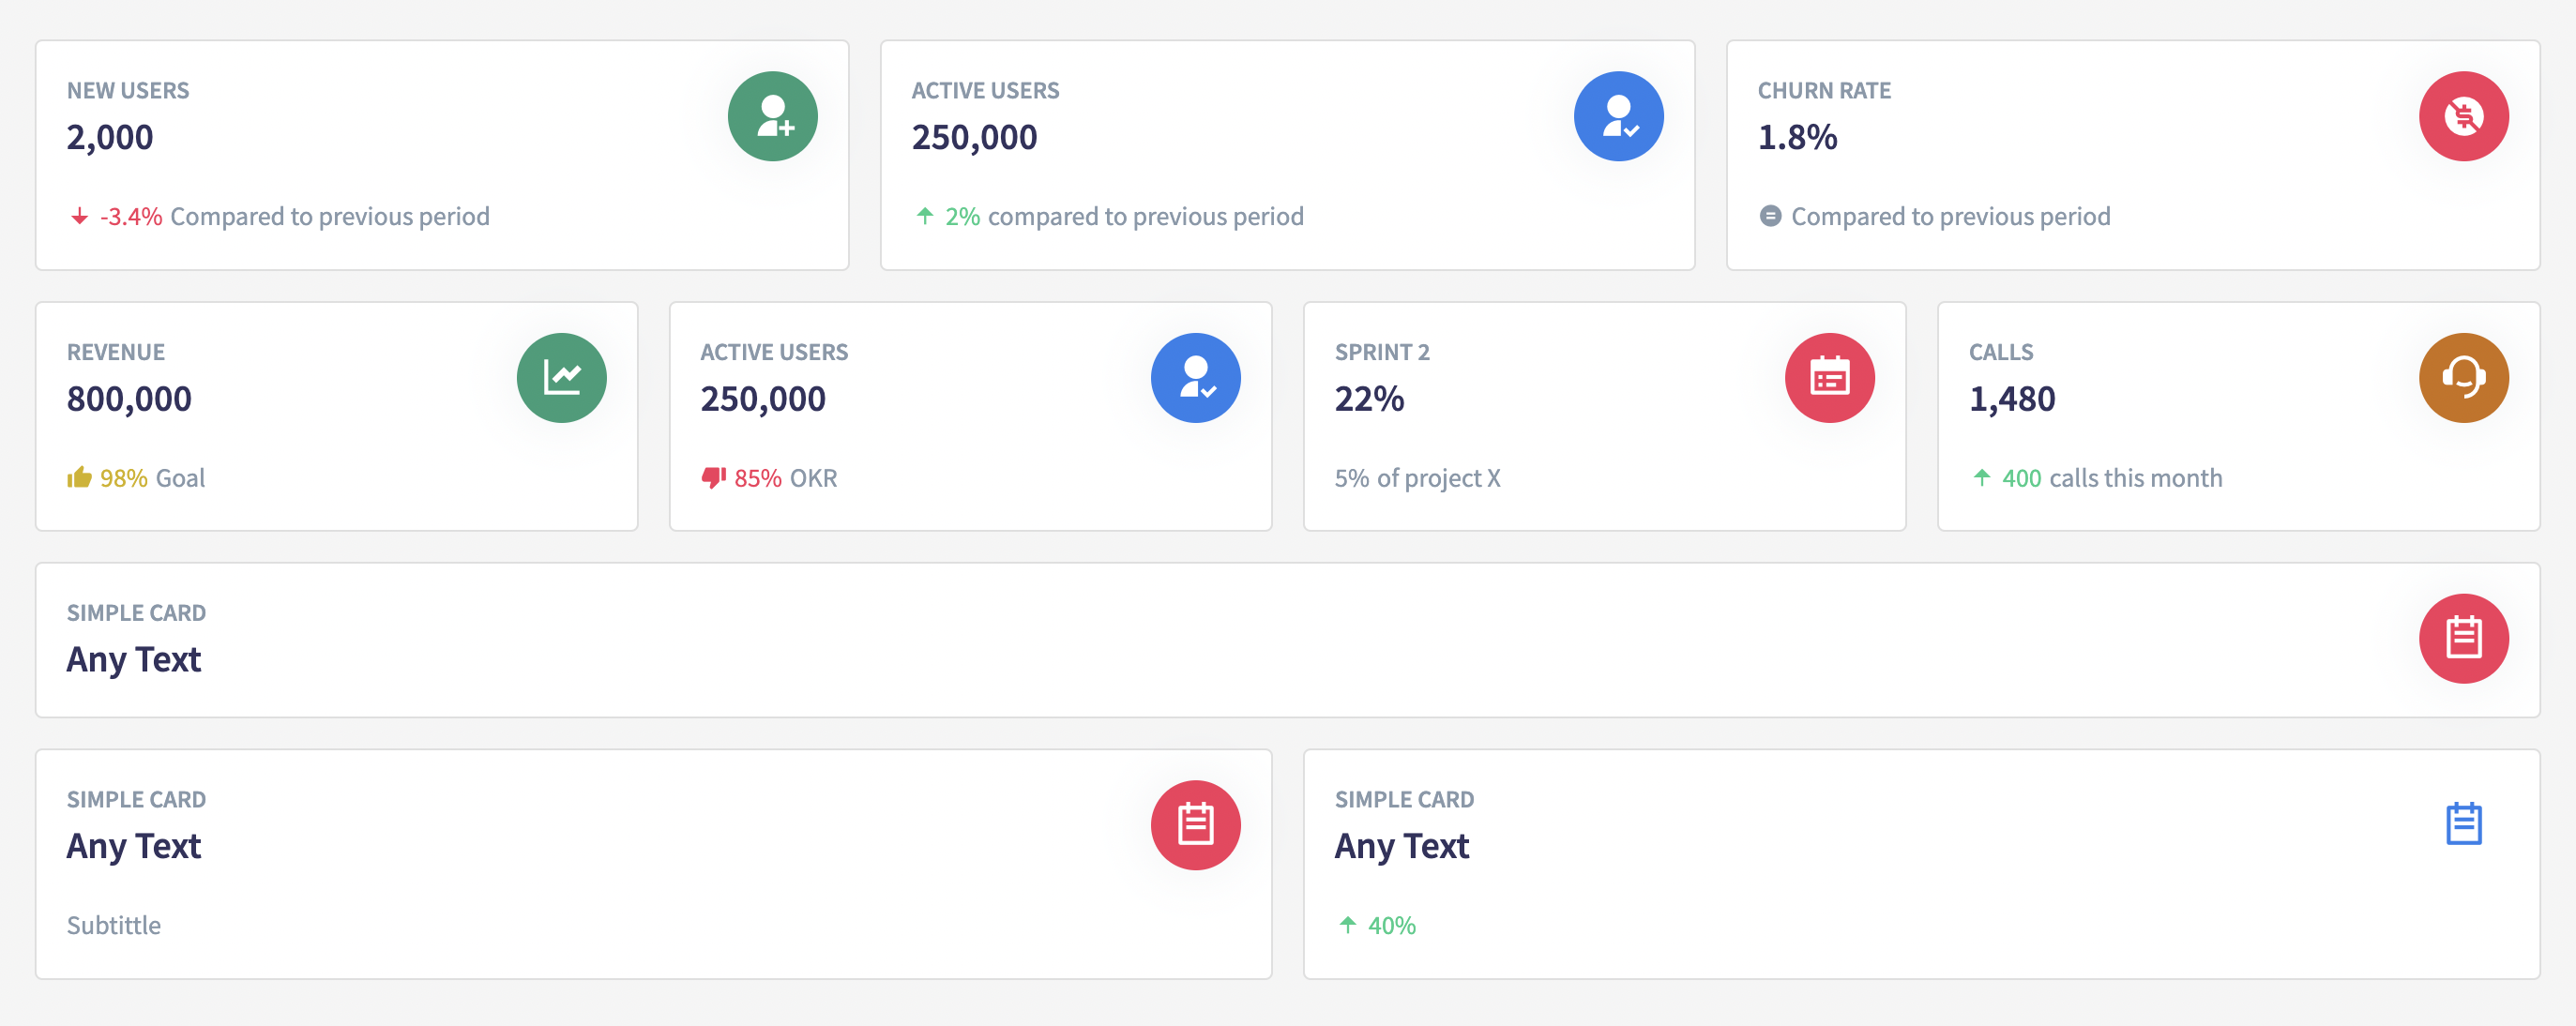 NEW USERS
2,000
-3.4% Compared to previous period
ACTIVE USERS
250,000
2% compared to previous period
CHURN RATE
1.8%
Compared to previous period
REVENUE
800,000
98% Goal
ACTIVE USERS
250,000
85% OKR
SPRINT 2
22%
5% of project X
CALLS
1,480
400 calls this month
SIMPLE CARD
Any Text
SIMPLE CARD
Any Text
Subtittle
SIMPLE CARD
Any Text
40%